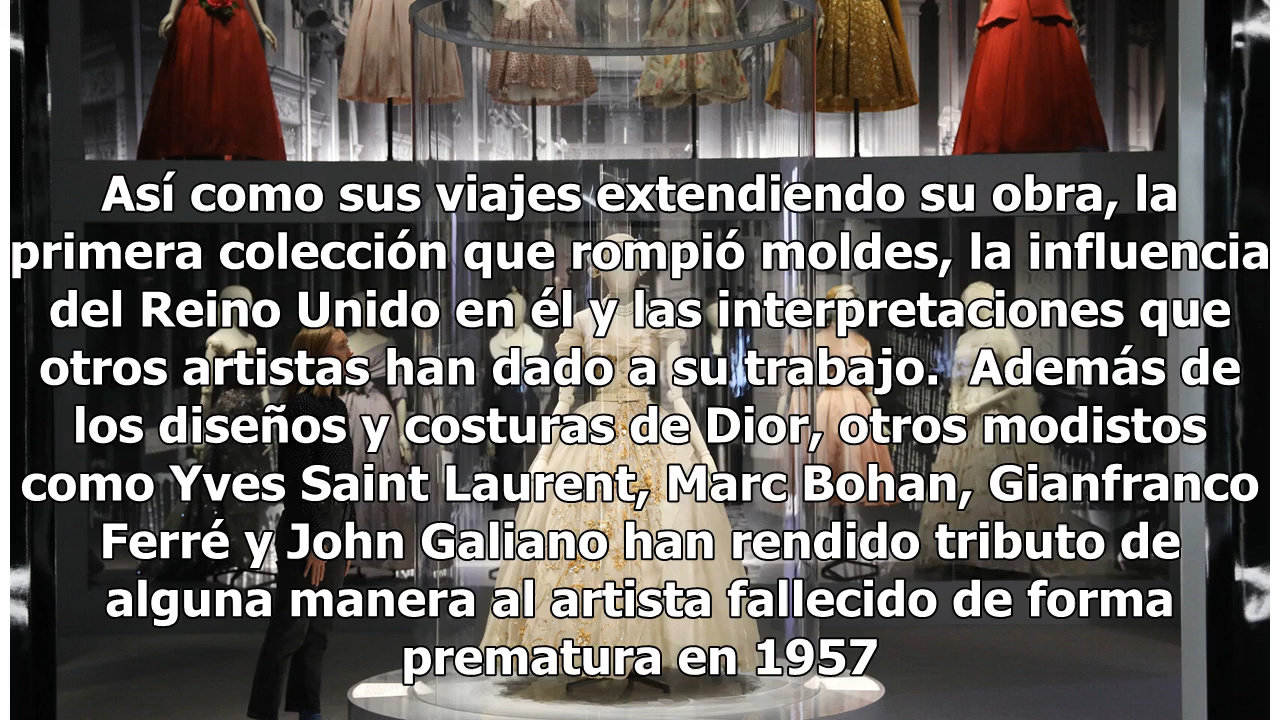 Así como sus viajes extendiendo su obra, la
primera colección que rompió moldes, la influencia
del Reino Unido en él y las interpretaciones que
otros artistas han dado a su trabajo.  Además de
los diseños y costuras de Dior, otros modistos
como Yves Saint Laurent, Marc Bohan, Gianfranco
Ferré y John Galiano han rendido tributo de
alguna manera al artista fallecido de forma
prematura en 1957